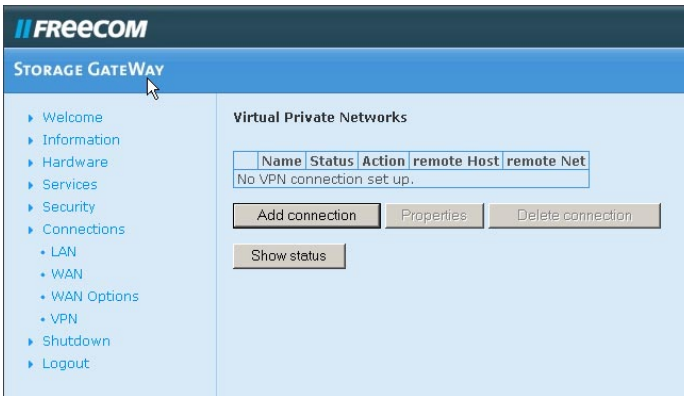 FREECOM
STORAGE GATEWAY
Welcome
Information
Hardware
Services
Security
Connections
LAN
WAN
WAN Options
VPN
Shutdown
Logout
Virtual Private Networks
Name Status Action remote Host remote Net
No VPN connection set up.
Add connection Properties Delete connection
Show status